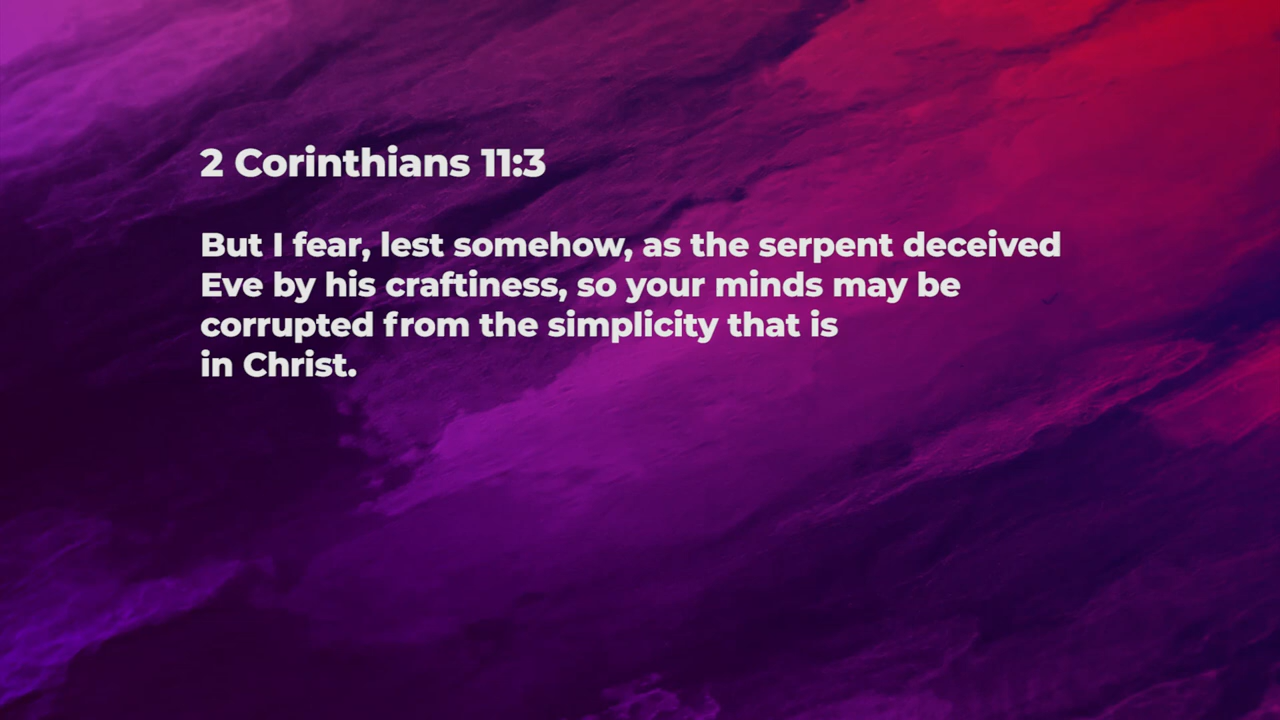 2 Corinthians 11:3
But I fear, lest somehow, as the serpent deceived
Eve by his craftiness, so your minds may be
corrupted from the simplicity that is
in Christ.